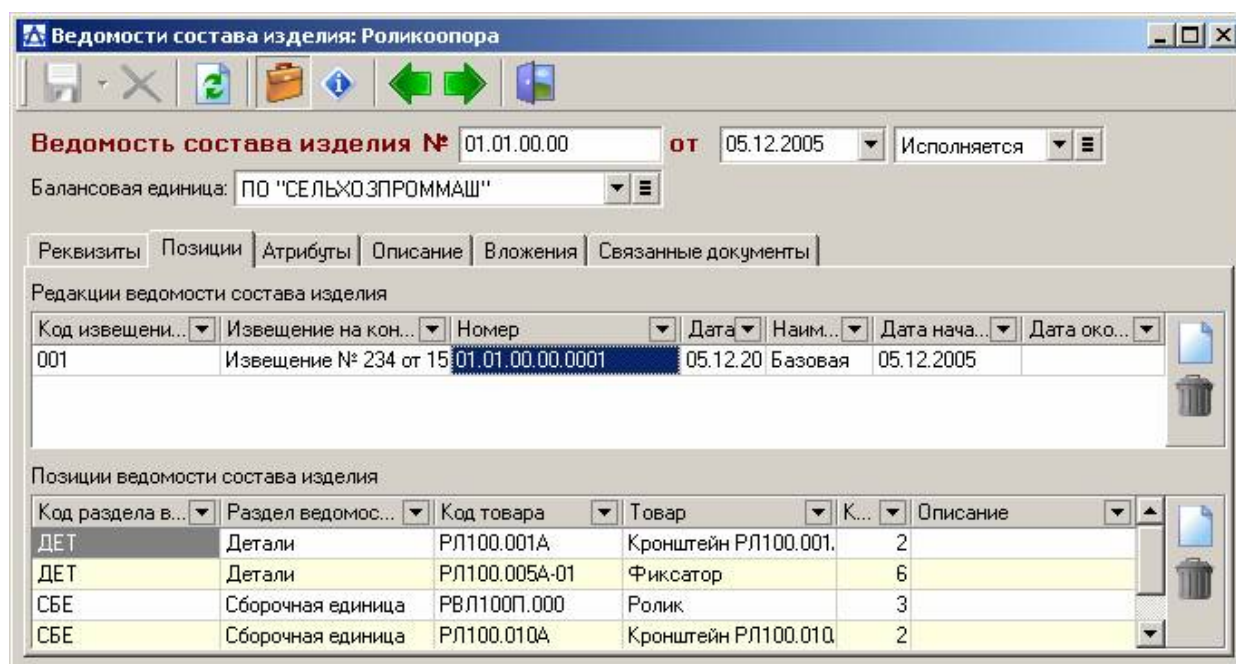 Ведомости состава изделия: Роликоопора
Ведомость состава изделия № 01.01.00.00 от 05.12.2005 Исполняется
Балансовая единица: ПО "СЕЛЬХОЗПРОММАШ"
Реквизиты Позиции Атрибуты Описание Вложения Связанные документы
Редакции ведомости состава изделия
Код извещени... Извещение на кон... Номер Дата Наим... Дата нача... Дата око...
001 Извещение № 234 от 15 01.01.00.00.0001 05.12.20 Базовая 05.12.2005
Позиции ведомости состава изделия
Код раздела в... Раздел ведомос... Код товара Товар К... Описание
ДЕТ Детали РЛ100.001А Кронштейн РЛ100.001. 2
ДЕТ Детали РЛ100.005А-01 Фиксатор 6
СБЕ Сборочная единица РВЛ100П.000 Ролик 3
СБЕ Сборочная единица РЛ100.010А Кронштейн РЛ100.010 2